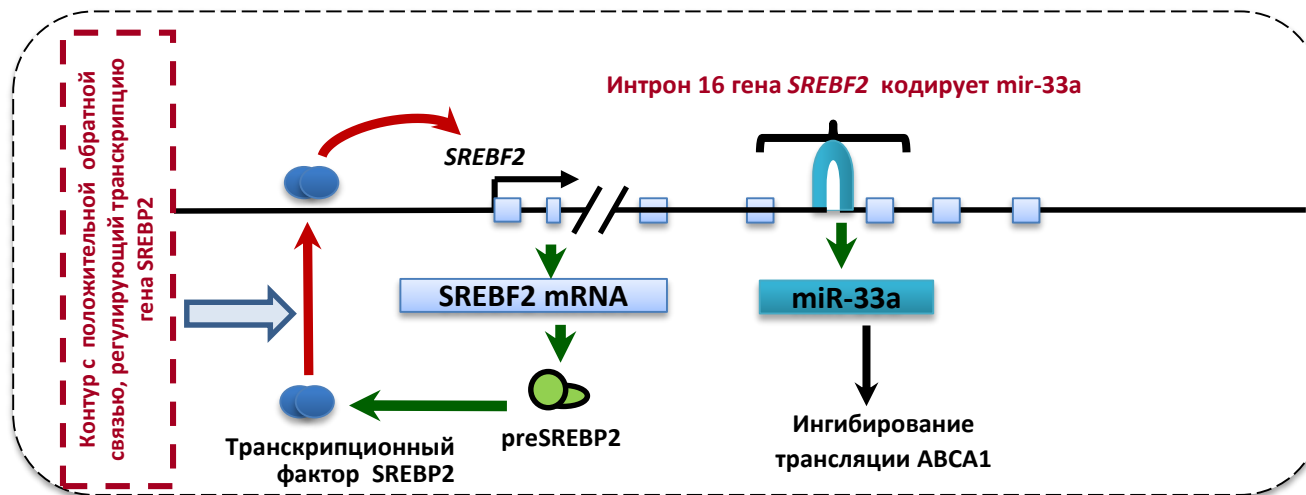 Контур с положительной обратной
связью, регулирующий транскрипцию
гена SREBP2
Интрон 16 гена SREBF2 кодирует mir-33a
SREBF2
SREBF2 mRNA
miR-33a
preSREBP2
Транскрипционный
фактор SREBP2
Ингибирование
трансляции ABCA1